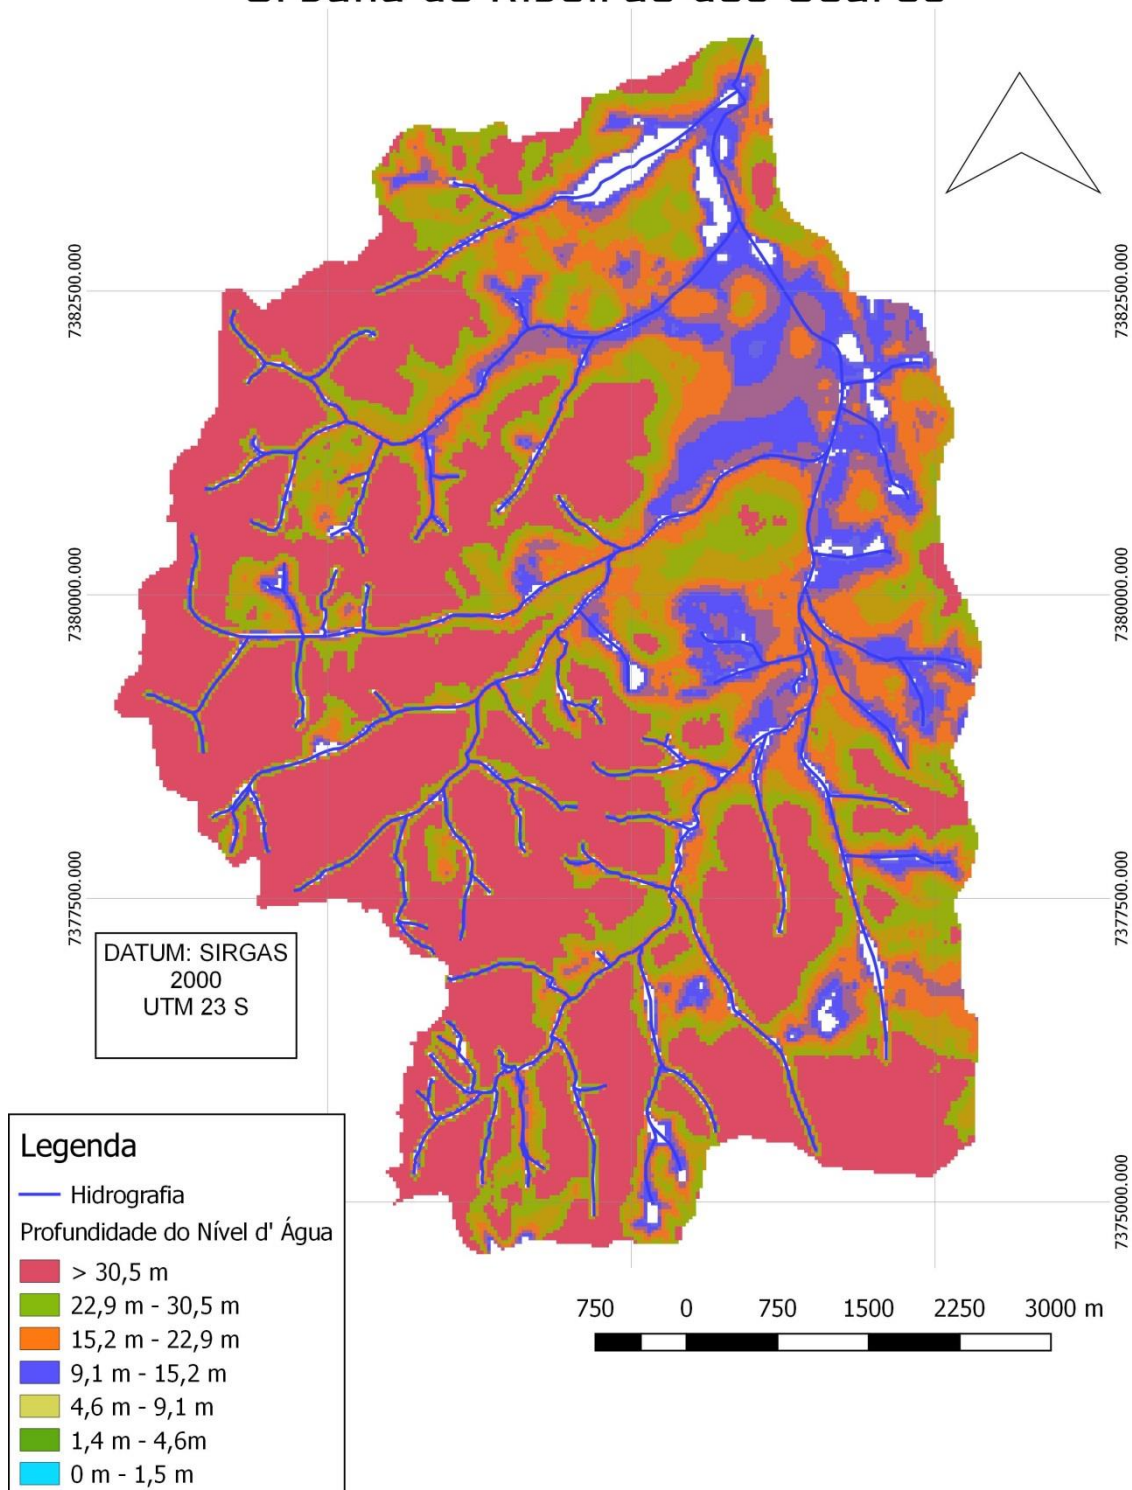 7382500.000
7382500.000
7380000.000
7380000.000
7377500.000
7377500.000
DATUM: SIRGAS
2000
UTM 23 S
7375000.000
Legenda
Hidrografia
Profundidade do Nível d' Água
> 30,5 m
22,9 m - 30,5 m
15,2 m - 22,9 m
9,1 m - 15,2 m
4,6 m - 9,1 m
1,4 m - 4,6m
0 m - 1,5 m
750 0 750 1500 2250 3000 m